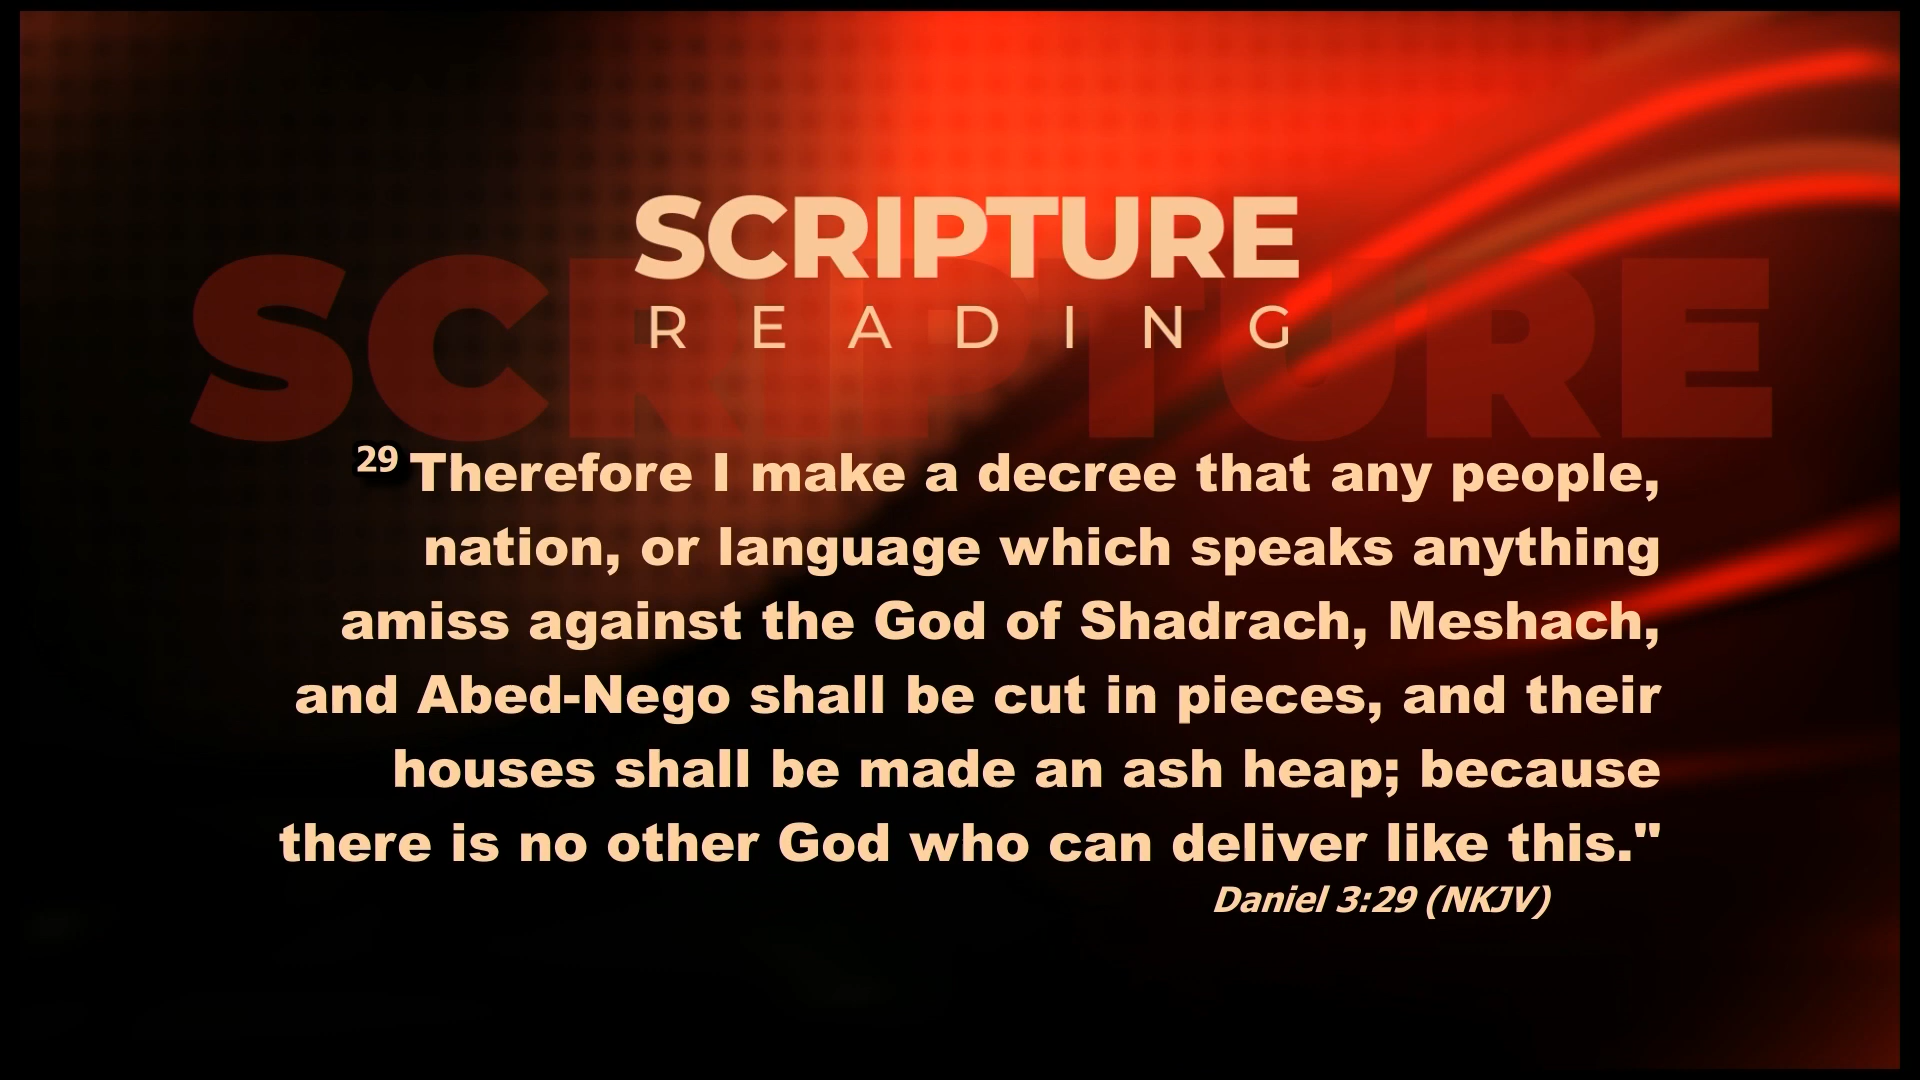 SCRIPTURE
SCRIPTURE
READING
29 Therefore I make a decree that any people,
nation, or language which speaks anything
amiss against the God of Shadrach, Meshach,
and Abed-Nego shall be cut in pieces, and their
houses shall be made an ash heap; because
there is no other God who can deliver like this."
Daniel 3:29 (NKJV)